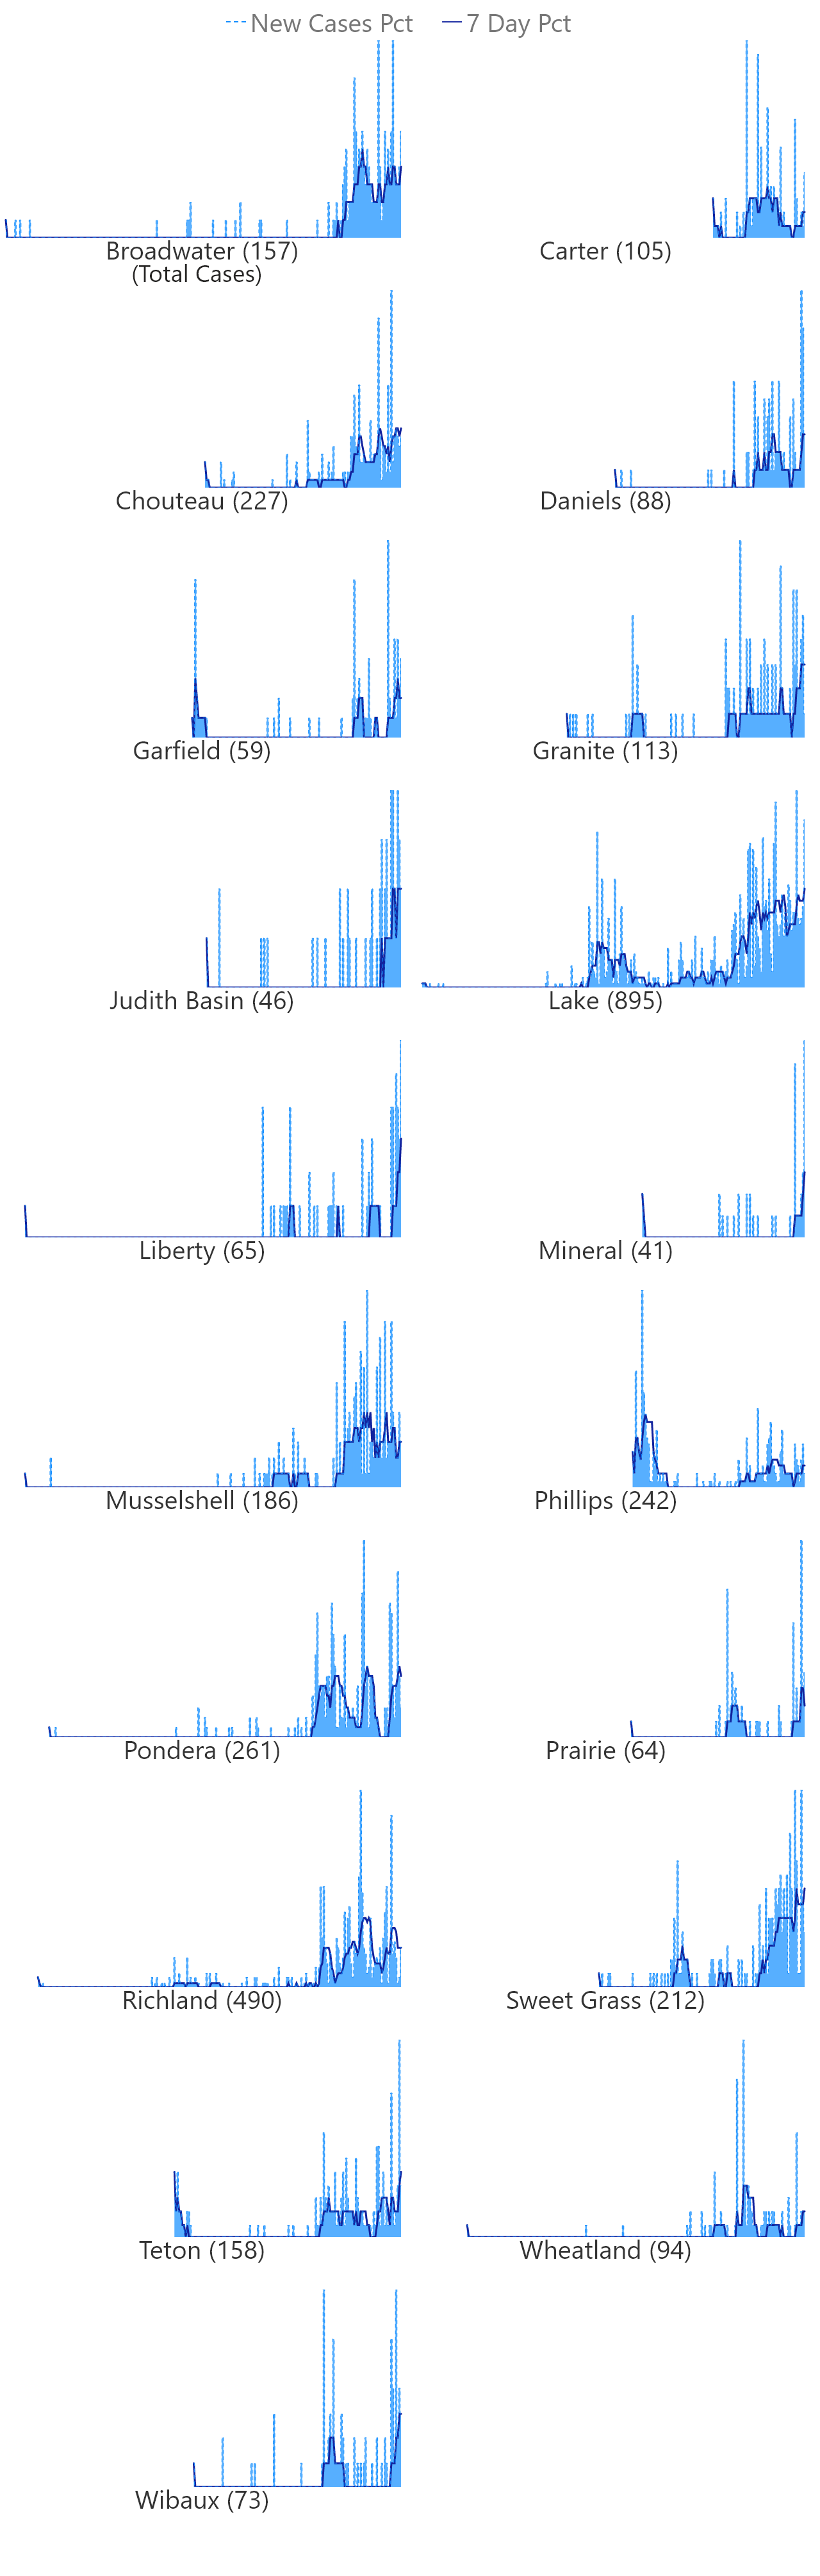 New Cases Pct 7 Day Pct
Broadwater (157) Carter (105)
(Total Cases)
Chouteau (227) Daniels (88)
Garfield (59) Granite (113)
Judith Basin (46) Lake (895)
Liberty (65) Mineral (41)
Musselshell (186) Phillips (242)
Pondera (261) Prairie (64)
Richland (490) Sweet Grass (212)
Teton (158) Wheatland (94)
Wibaux (73)